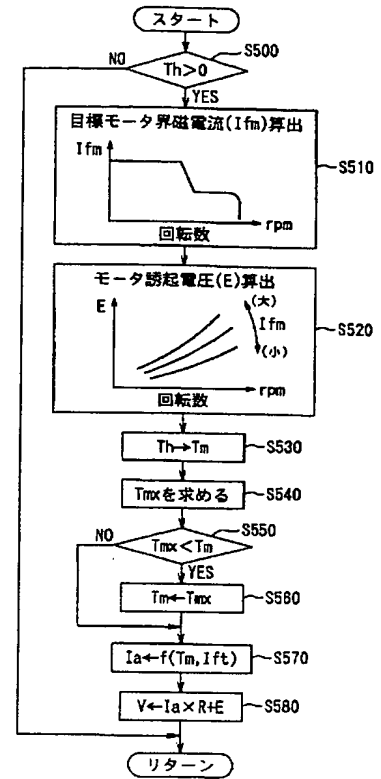 スタート
S500
NO
Th>0
YES
目標モータ界磁電流(Ifm)算出
Ifm
S510
rpm
回転数
モータ誘起電圧(E)算出
E
(大)
Ifm
(小)
S520
rpm
回転数
Th→Tm
S530
Tmxを求める
S540
S550
NO
Tmx<Tm
YES
Tm←Tmx
S560
Ia←f(Tm,Ift)
S570
V←Ia×R+E
S580
リターン